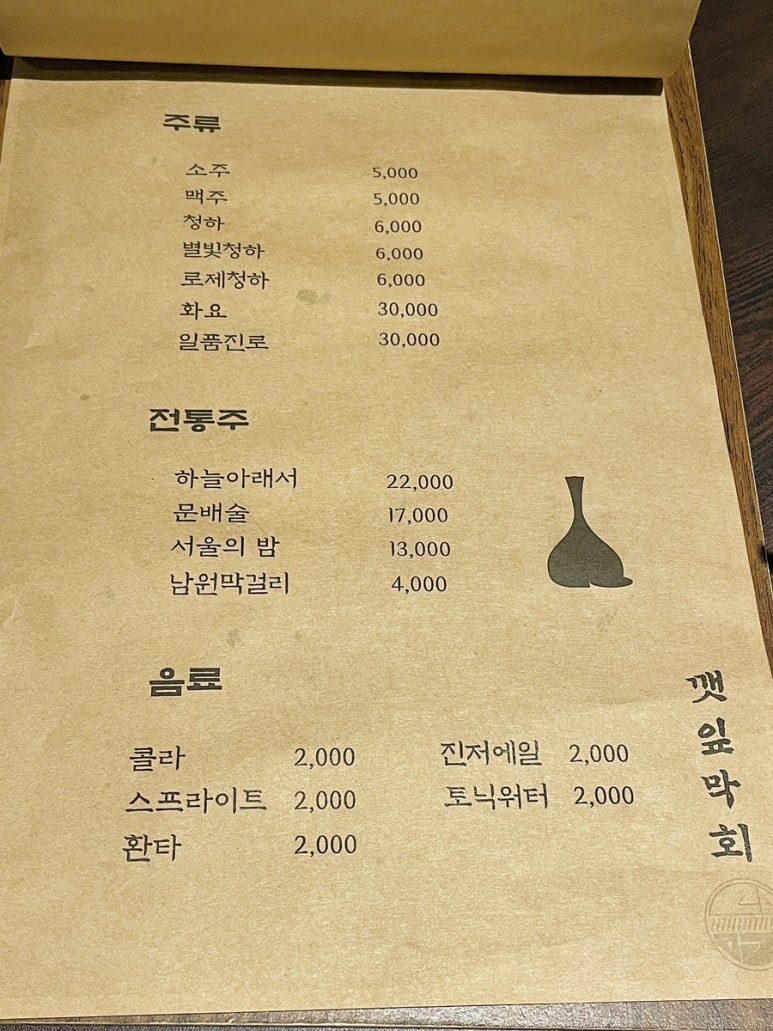 주류
소주 5,000
맥주 5,000
청하 6,000
별빛청하 6,000
로제청하 6,000
화요 30,000
일품진로 30,000
전통주
하늘아래서 22,000
문배술 17,000
서울의 밤 13,000
남원막걸리 4,000
음료
콜라 2,000 진저에일 2,000
스프라이트 2,000 토닉워터 2,000
환타 2,000
깻잎막회